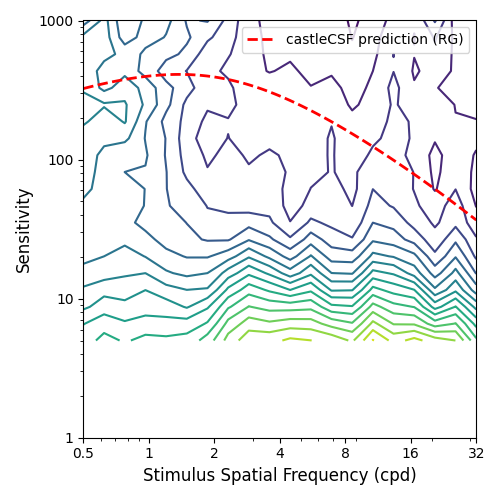 1000
castleCSF prediction (RG)
100
10
1
Sensitivity
0.5 1 2 4 8 16 32
Stimulus Spatial Frequency (cpd)